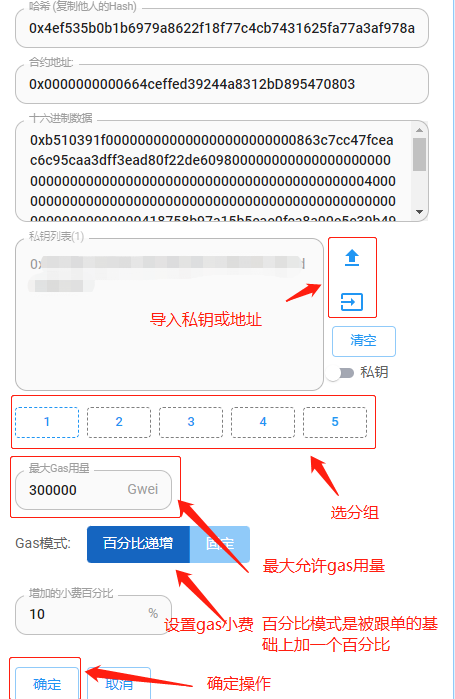 哈希 (复制他人的Hash)
0x4ef535b0b1b6979a8622f18f77c4cb7431625fa77a3af978a
合约地址:
0x0000000000664ceffed39244a8312bD895470803
十六进制数据
0xb510391f000000000000000000000000863c7cc47fcea
c6c95caa3dff3ead80f22de6098000000000000000000000
000000000000000000000000000000000000000000004000
000000000000000000000000000000000000000000000000
私钥列表(1)
导入私钥或地址
清空
私钥
1 2 3 4 5
最大Gas用量
300000 Gwei
选分组
Gas模式: 百分比递增 固定
最大允许gas用量
增加的小费百分比
10 %
设置gas小费 百分比模式是被跟单的基
础上加一个百分比
确定 取消
确定操作